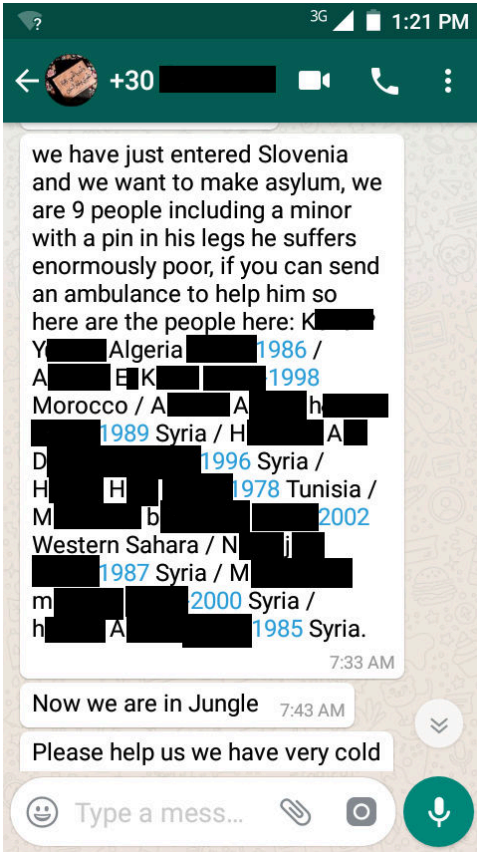 ?
3G
1:21 PM
+30
we have just entered Slovenia
and we want to make asylum, we
are 9 people including a minor
with a pin in his legs he suffers
enormously poor, if you can send
an ambulance to help him so
here are the people here: K
Y Algeria 1986 /
A E K -1998
Morocco / A A h
1989 Syria / H A
D 1996 Syria /
H H 1978 Tunisia /
M b 2002
Western Sahara / N j
1987 Syria / M
m -2000 Syria /
h A 1985 Syria.
7:33 AM
Now we are in Jungle 7:43 AM
Please help us we have very cold
Type a mess...